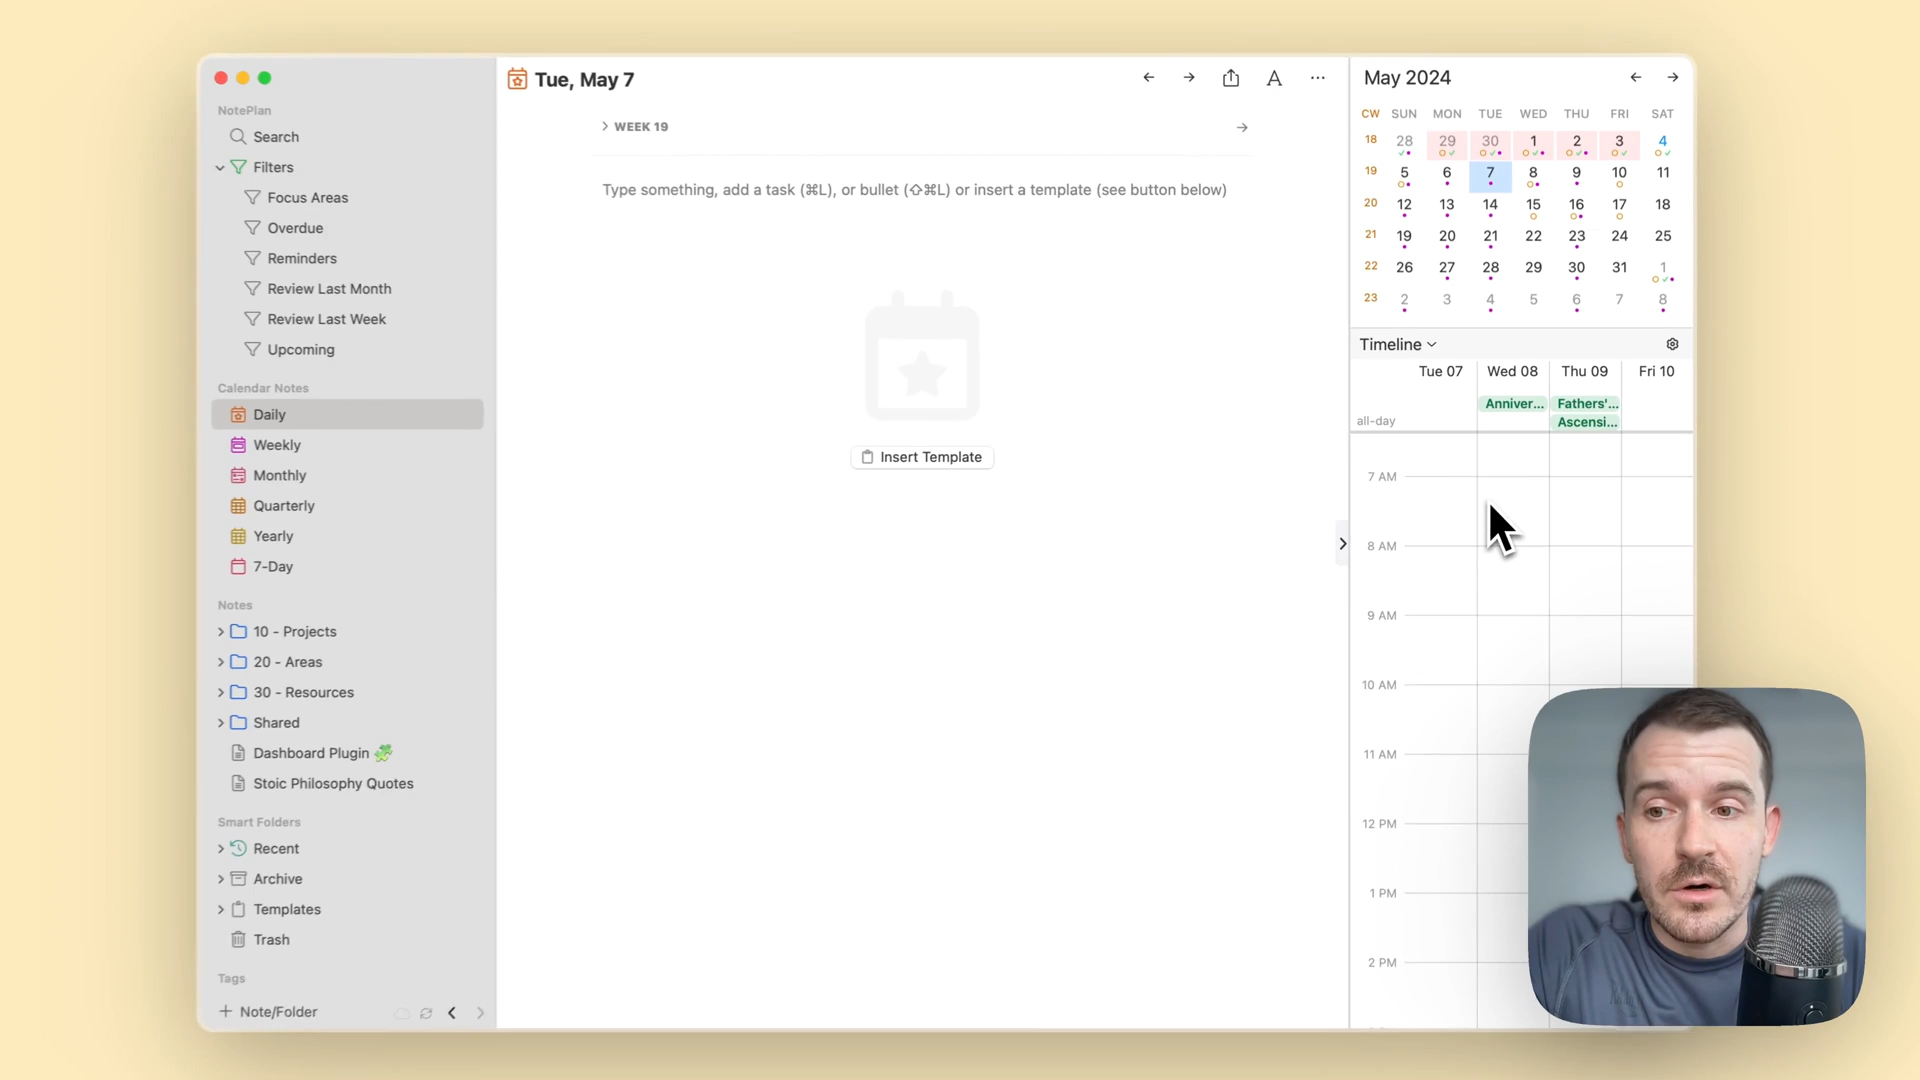 NotePlan
Search
Filters
Focus Areas
Overdue
Reminders
Review Last Month
Review Last Week
Upcoming
Calendar Notes
Daily
Weekly
Monthly
Quarterly
Yearly
7-Day
Notes
10 - Projects
20 - Areas
30 - Resources
Shared
Dashboard Plugin
Stoic Philosophy Quotes
Smart Folders
Recent
Archive
Templates
Trash
Tags
Note/Folder
Tue, May 7
WEEK 19
Type something, add a task (⌘L), or bullet (⇧⌘L) or insert a template (see button below)
Insert Template
May 2024
CW SUN MON TUE WED THU FRI SAT
18 28 29 30 1 2 3 4
19 5 6 7 8 9 10 11
20 12 13 14 15 16 17 18
21 19 20 21 22 23 24 25
22 26 27 28 29 30 31 1
23 2 3 4 5 6 7 8
Timeline
Tue 07 Wed 08 Thu 09 Fri 10
Anniver... Fathers'...
all-day Ascensi...
7 AM
8 AM
9 AM
10 AM
11 AM
12 PM
1 PM
2 PM